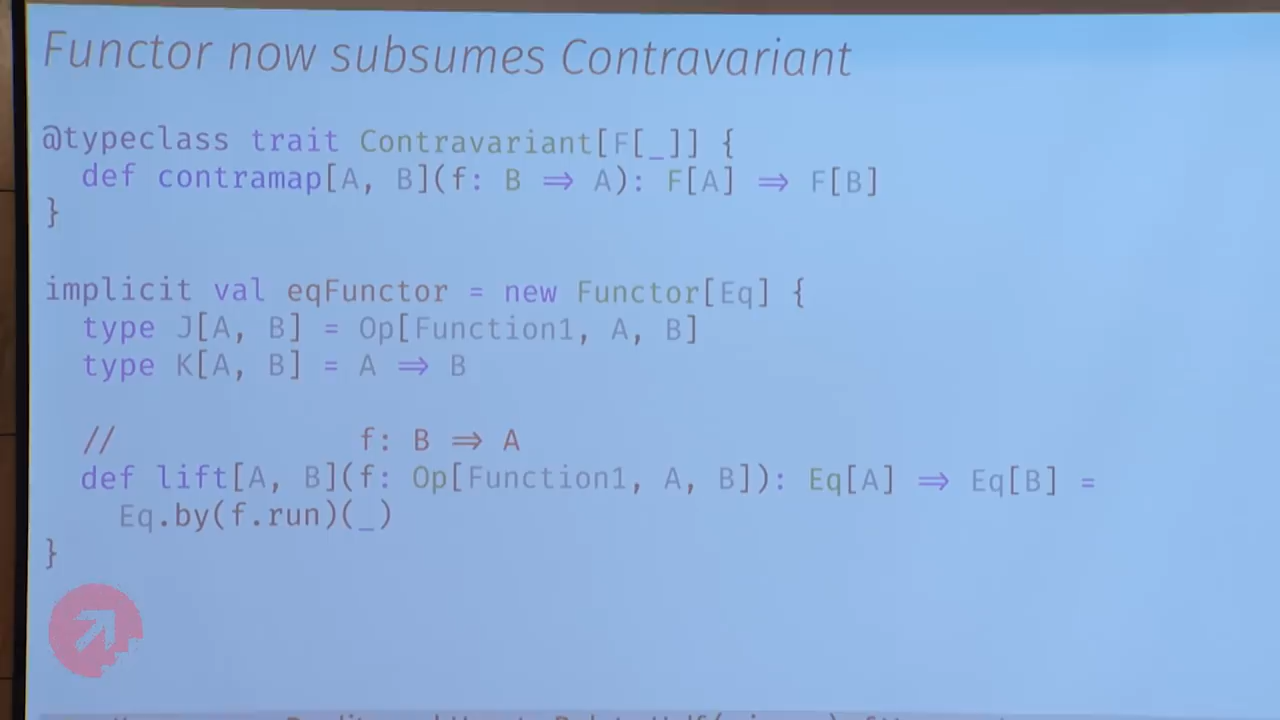 Functor now subsumes Contravariant
@typeclass trait Contravariant[F[_]] {
  def contramap[A, B](f: B ⇒ A): F[A] ⇒ F[B]
}
implicit val eqFunctor = new Functor[Eq] {
  type J[A, B] = Op[Function1, A, B]
  type K[A, B] = A ⇒ B
  //             f: B ⇒ A
  def lift[A, B](f: Op[Function1, A, B]): Eq[A] ⇒ Eq[B] =
    Eq.by(f.run)(_)
}